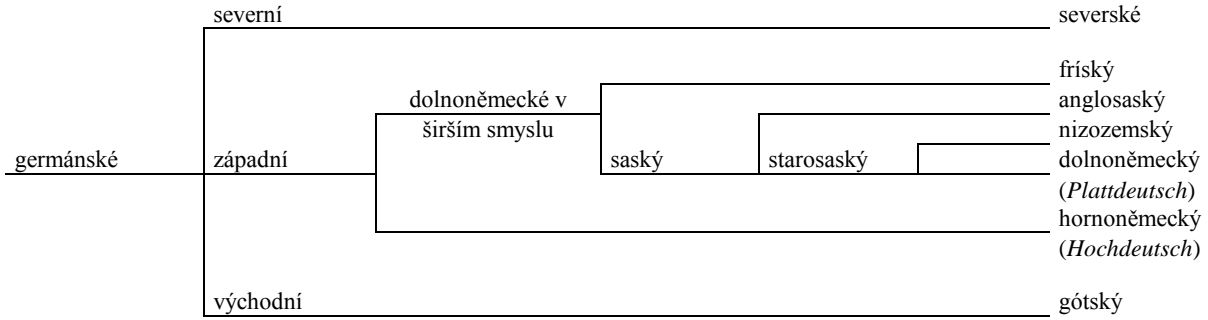 severní
severské
fríský
dolnoněmecké v
širším smyslu
anglosaský
nizozemský
germánské
západní
saský
starosaský
dolnoněmecký
(Plattdeutsch)
hornoněmecký
(Hochdeutsch)
východní
gótský